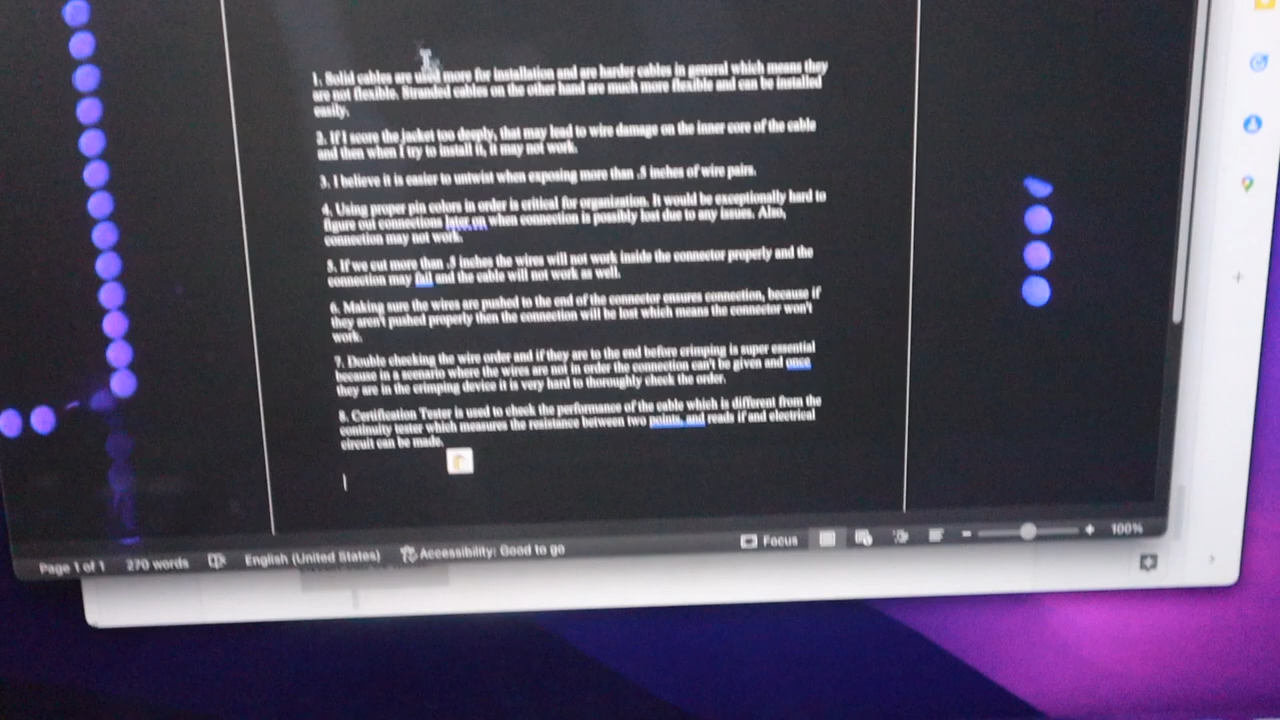 1. Solid cables are used more for installation and are harder cables in general which means they
are not flexible. Stranded cables on the other hand are much more flexible and can be installed
easily.
2. If I score the jacket too deeply, that may lead to wire damage on the inner core of the cable
and then when I try to install it, it may not work.
3. I believe it is easier to untwist when exposing more than .5 inches of wire pairs.
4. Using proper pin colors in order is critical for organization. It would be exceptionally hard to
figure out connections later on when connection is possibly lost due to any issues. Also,
connection may not work.
5. If we cut more than .5 inches the wires will not work inside the connector properly and the
connection may fail and the cable will not work as well.
6. Making sure the wires are pushed to the end of the connector ensures connection, because if
they aren't pushed properly then the connection will be lost which means the connector won't
work.
7. Double checking the wire order and if they are to the end before crimping is super essential
because in a scenario where the wires are not in order the connection can't be given and once
they are in the crimping device it is very hard to thoroughly check the order.
8. Certification Tester is used to check the performance of the cable which is different from the
continuity tester which measures the resistance between two points, and reads if and electrical
circuit can be made.
Page 1 of 1 270 words English (United States) Accessibility: Good to go Focus 100%